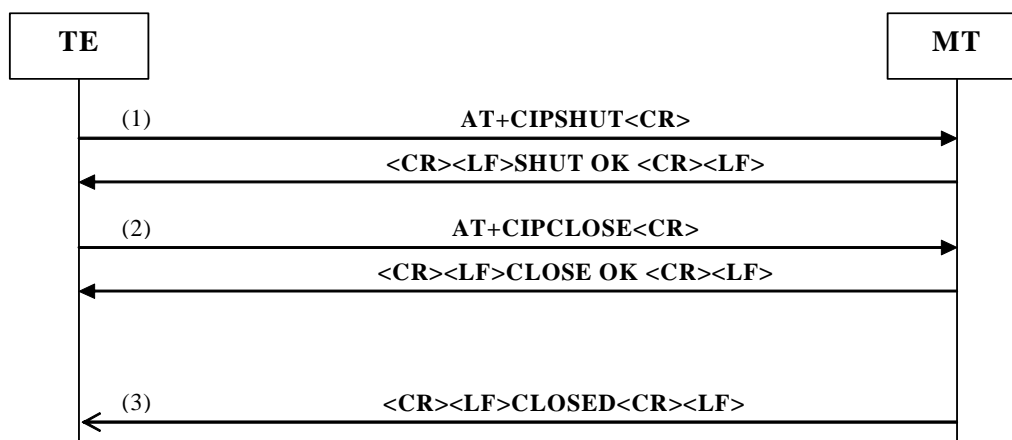 TE MT
(1) AT+CIPSHUT<CR>
<CR><LF>SHUT OK <CR><LF>
(2) AT+CIPCLOSE<CR>
<CR><LF>CLOSE OK <CR><LF>
(3) <CR><LF>CLOSED<CR><LF>